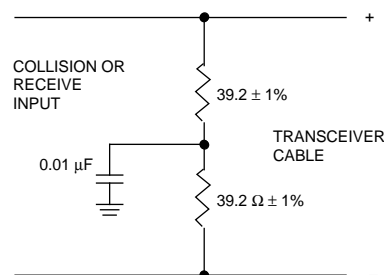 +
COLLISION OR
RECEIVE
INPUT
39.2 ± 1%
TRANSCEIVER
CABLE
0.01 µF
39.2 Ω ± 1%
+